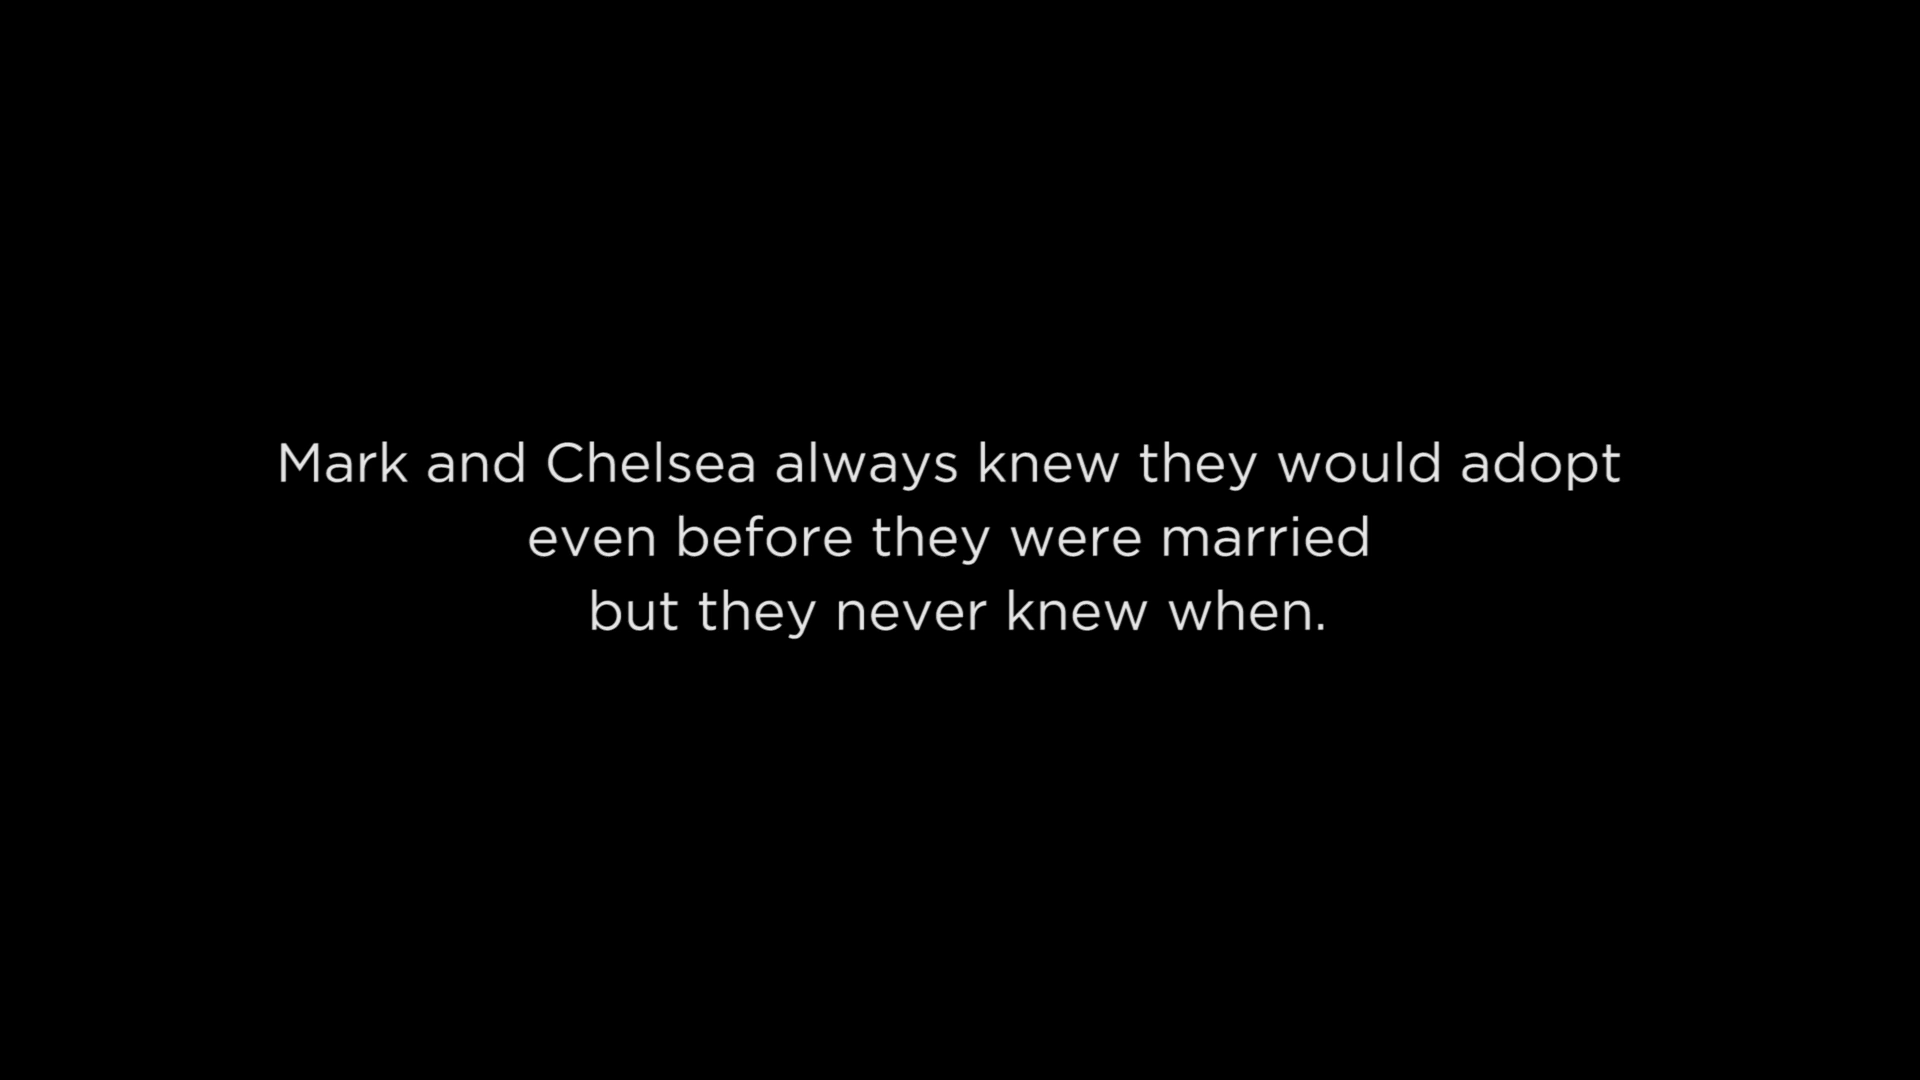 Mark and Chelsea always knew they would adopt
even before they were married
but they never knew when.